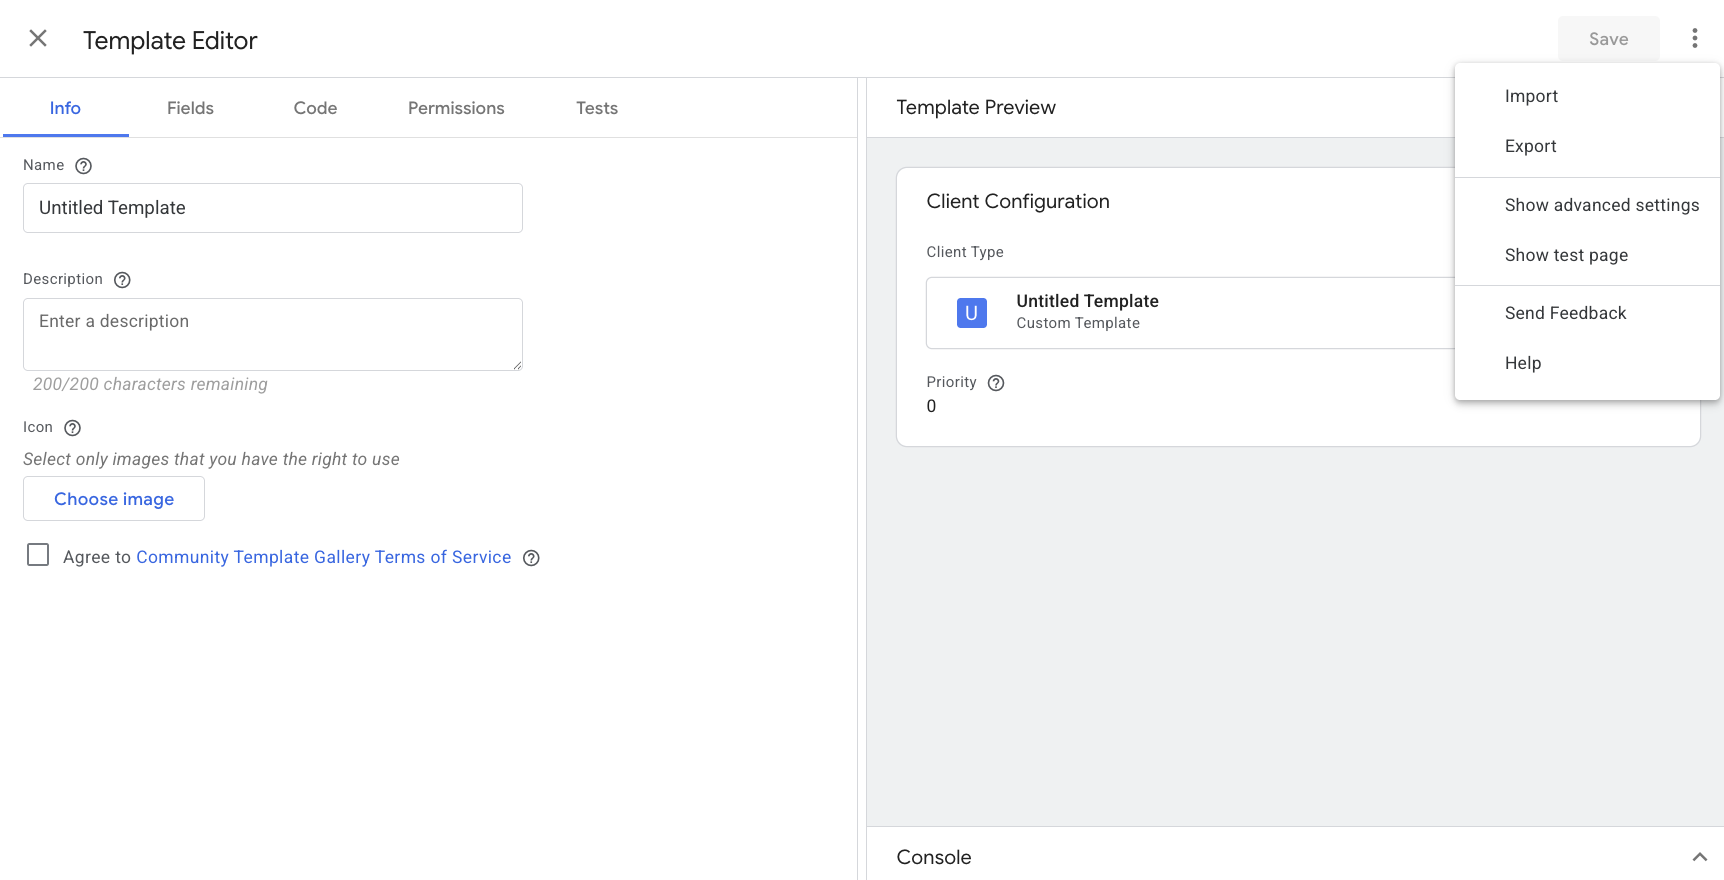 Template Editor
Save
Info
Fields
Code
Permissions
Tests
Name
Untitled Template
Description
Enter a description
200/200 characters remaining
Icon
Select only images that you have the right to use
Choose image
Agree to Community Template Gallery Terms of Service
Template Preview
Client Configuration
Client Type
U
Untitled Template
Custom Template
Priority
0
Import
Export
Show advanced settings
Show test page
Send Feedback
Help
Console